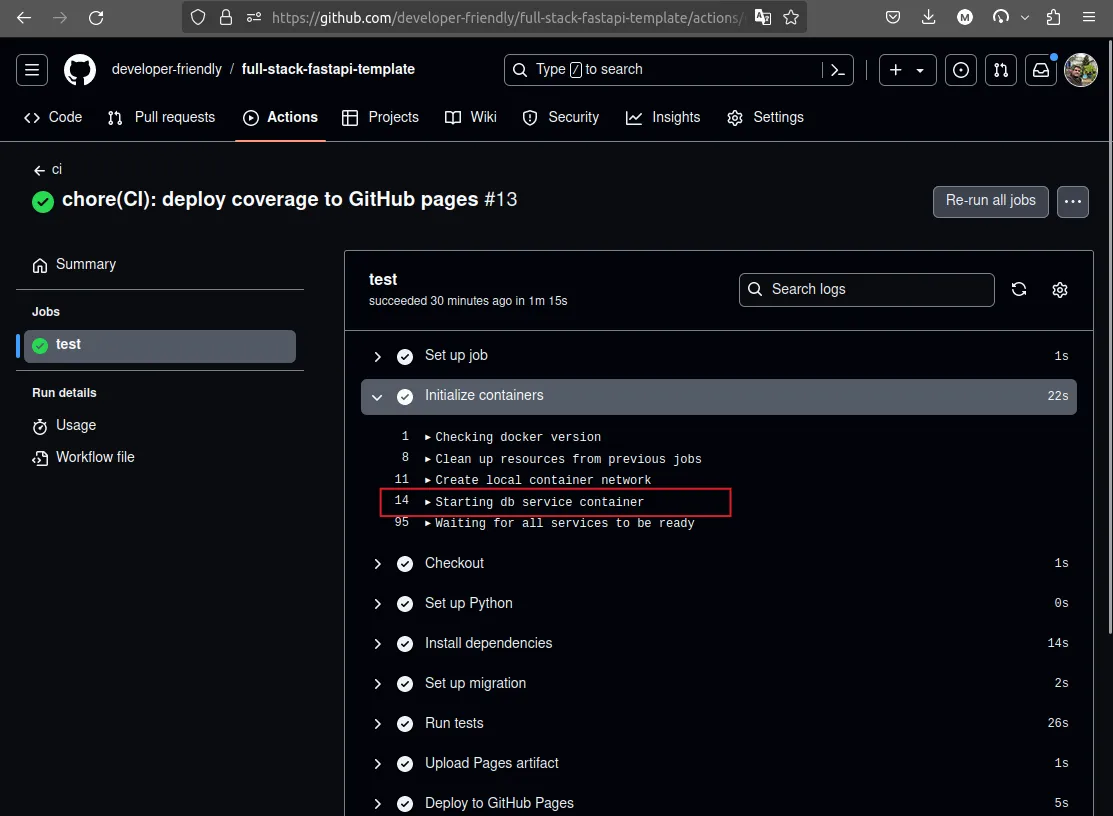 https://github.com/developer-friendly/full-stack-fastapi-template/actions/
M
developer-friendly / full-stack-fastapi-template
Type / to search
Code Pull requests Actions Projects Wiki Security Insights Settings
← ci
chore(CI): deploy coverage to GitHub pages #13
Re-run all jobs
Summary
Jobs
test
Run details
Usage
Workflow file
test
succeeded 30 minutes ago in 1m 15s
Search logs
Set up job 1s
Initialize containers 22s
1 ▸ Checking docker version
8 ▸ Clean up resources from previous jobs
11 ▸ Create local container network
14 ▸ Starting db service container
95 ▸ Waiting for all services to be ready
Checkout 1s
Set up Python 0s
Install dependencies 14s
Set up migration 2s
Run tests 26s
Upload Pages artifact 1s
Deploy to GitHub Pages 5s